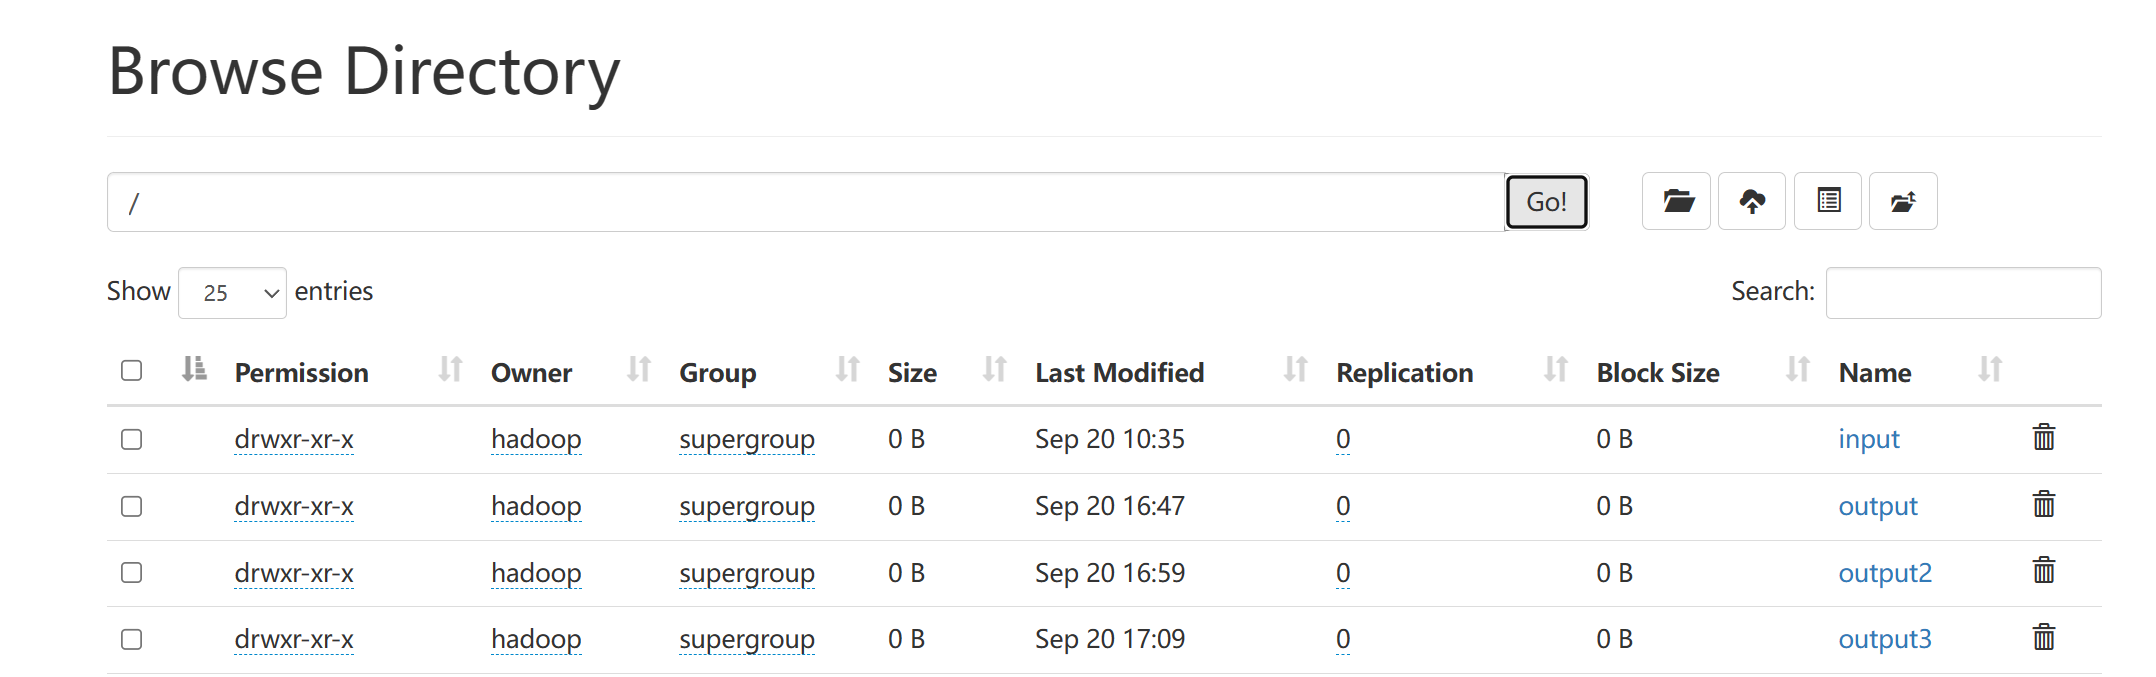 Browse Directory
/ Go!
Show 25 entries Search:
Permission Owner Group Size Last Modified Replication Block Size Name
drwxr-xr-x hadoop supergroup 0 B Sep 20 10:35 0 0 B input
drwxr-xr-x hadoop supergroup 0 B Sep 20 16:47 0 0 B output
drwxr-xr-x hadoop supergroup 0 B Sep 20 16:59 0 0 B output2
drwxr-xr-x hadoop supergroup 0 B Sep 20 17:09 0 0 B output3